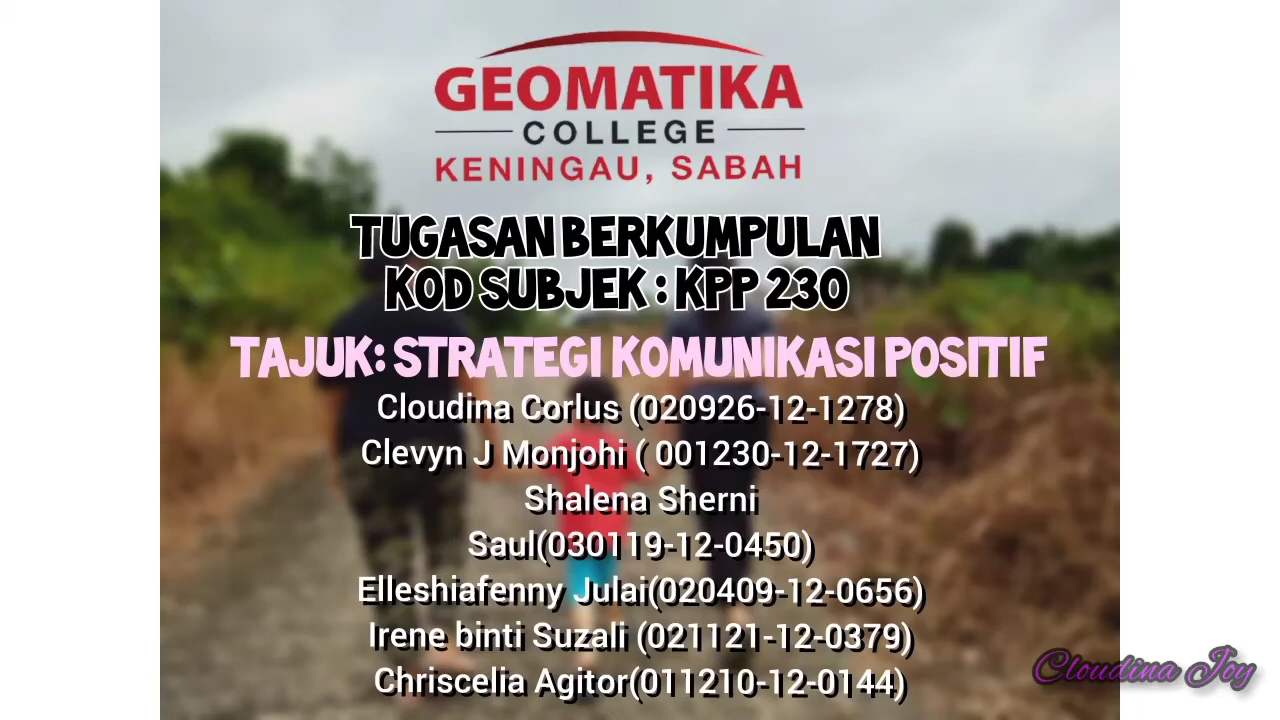 GEOMATIKA
COLLEGE
KENINGAU, SABAH
TUGASAN BERKUMPULAN
KOD SUBJEK : KPP 230
TAJUK: STRATEGI KOMUNIKASI POSITIF
Cloudina Corlus (020926-12-1278)
Clevyn J Monjohi ( 001230-12-1727)
Shalena Sherni
Saul(030119-12-0450)
Elleshiafenny Julai(020409-12-0656)
Irene binti Suzali (021121-12-0379)
Chriscelia Agitor(011210-12-0144)
Cloudina Joy